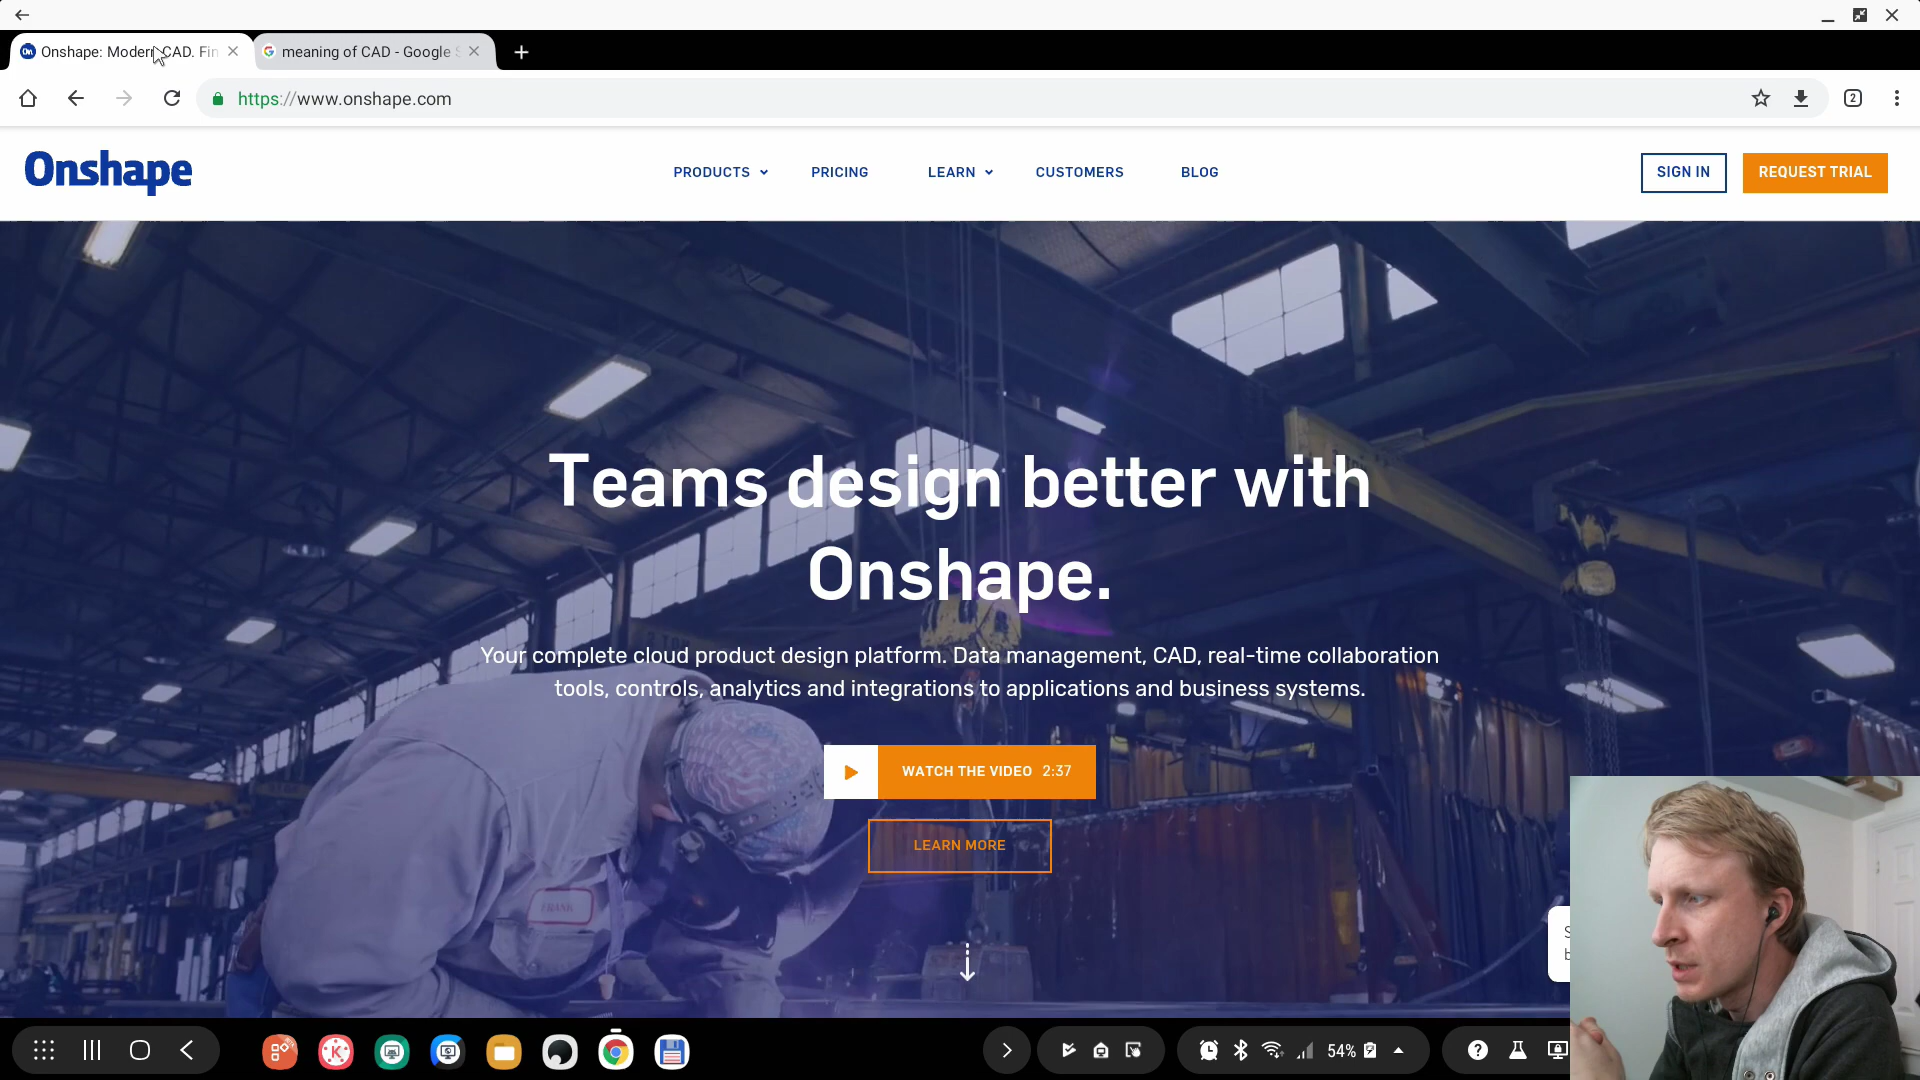 Onshape: Modern CAD. Fin
meaning of CAD - Google S
https://www.onshape.com
2
Onshape
PRODUCTS
PRICING
LEARN
CUSTOMERS
BLOG
SIGN IN
REQUEST TRIAL
Teams design better with
Onshape.
Your complete cloud product design platform. Data management, CAD, real-time collaboration
tools, controls, analytics and integrations to applications and business systems.
WATCH THE VIDEO 2:37
LEARN MORE
FRANK
54%